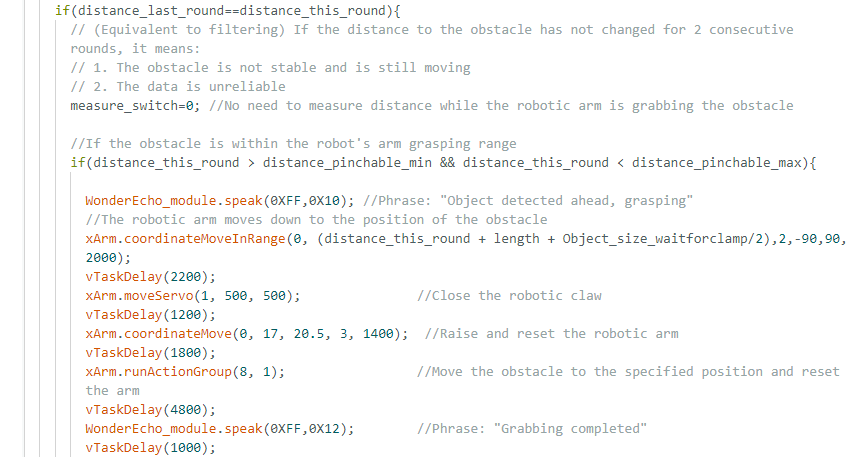 if(distance_last_round==distance_this_round){
// (Equivalent to filtering) If the distance to the obstacle has not changed for 2 consecutive
rounds, it means:
// 1. The obstacle is not stable and is still moving
// 2. The data is unreliable
measure_switch=0; //No need to measure distance while the robotic arm is grabbing the obstacle
//If the obstacle is within the robot's arm grasping range
if(distance_this_round > distance_pinchable_min && distance_this_round < distance_pinchable_max){
WonderEcho_module.speak(0XFF,0X10); //Phrase: "Object detected ahead, grasping"
//The robotic arm moves down to the position of the obstacle
xArm.coordinateMoveInRange(0, (distance_this_round + length + Object_size_waitforclamp/2),2,-90,90,
2000);
vTaskDelay(2200);
xArm.moveServo(1, 500, 500); //Close the robotic claw
vTaskDelay(1200);
xArm.coordinateMove(0, 17, 20.5, 3, 1400); //Raise and reset the robotic arm
vTaskDelay(1800);
xArm.runActionGroup(8, 1); //Move the obstacle to the specified position and reset
the arm
vTaskDelay(4800);
WonderEcho_module.speak(0XFF,0X12); //Phrase: "Grabbing completed"
vTaskDelay(1000);